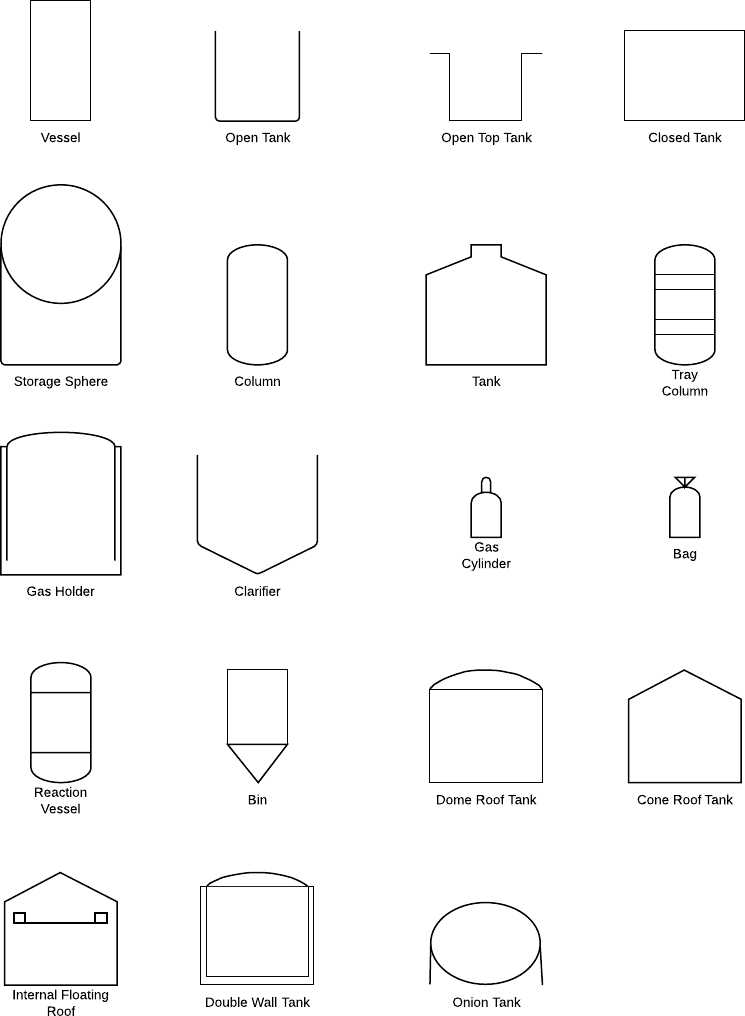 Vessel
Open Tank
Open Top Tank
Closed Tank
Storage Sphere
Column
Tank
Tray
Column
Gas Holder
Clarifier
Gas
Cylinder
Bag
Reaction
Vessel
Bin
Dome Roof Tank
Cone Roof Tank
Internal Floating
Roof
Double Wall Tank
Onion Tank